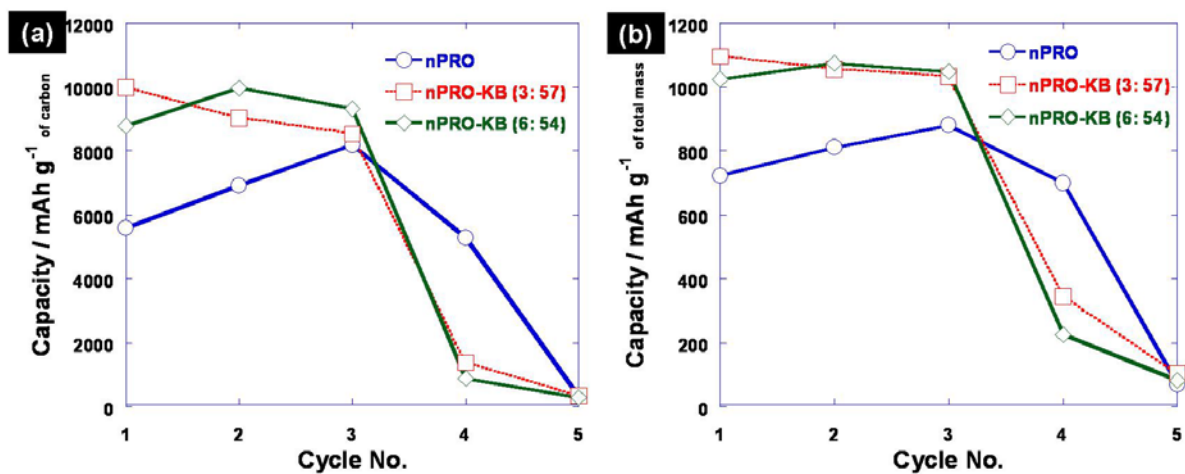 (a)
12000
10000
8000
6000
4000
2000
0
Capacity / mAh g⁻¹ of carbon
nPRO
nPRO-KB (3: 57)
nPRO-KB (6: 54)
1 2 3 4 5
Cycle No.
(b)
1200
1000
800
600
400
200
0
Capacity / mAh g⁻¹ of total mass
nPRO
nPRO-KB (3: 57)
nPRO-KB (6: 54)
1 2 3 4 5
Cycle No.